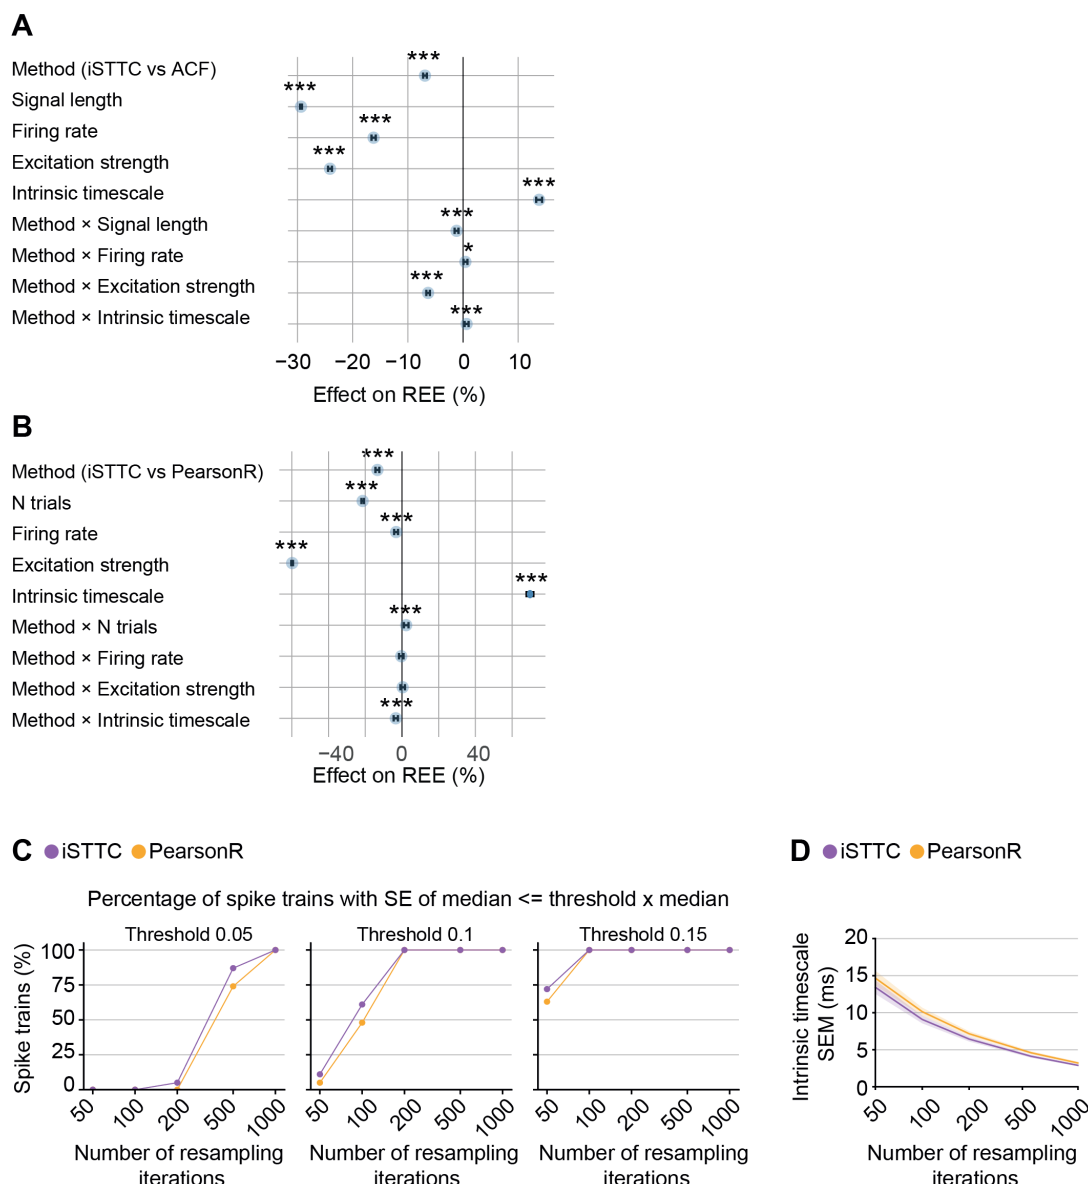 A
Method (iSTTC vs ACF)
***
Signal length
***
Firing rate
***
Excitation strength
***
Intrinsic timescale
***
Method × Signal length
***
Method × Firing rate
*
Method × Excitation strength
***
Method × Intrinsic timescale
***
−30 −20 −10 0 10
Effect on REE (%)
B
Method (iSTTC vs PearsonR)
***
N trials
***
Firing rate
***
Excitation strength
***
Intrinsic timescale
***
Method × N trials
***
Method × Firing rate
Method × Excitation strength
Method × Intrinsic timescale
***
−40 0 40
Effect on REE (%)
C iSTTC PearsonR
Percentage of spike trains with SE of median <= threshold x median
Threshold 0.05 Threshold 0.1 Threshold 0.15
Spike trains (%)
100
75
50
25
0
50 100 200 500 1000
50 100 200 500 1000
50 100 200 500 1000
Number of resampling
iterations
Number of resampling
iterations
Number of resampling
iterations
D iSTTC PearsonR
Intrinsic timescale
SEM (ms)
20
15
10
5
0
50 100 200 500 1000
Number of resampling
iterations